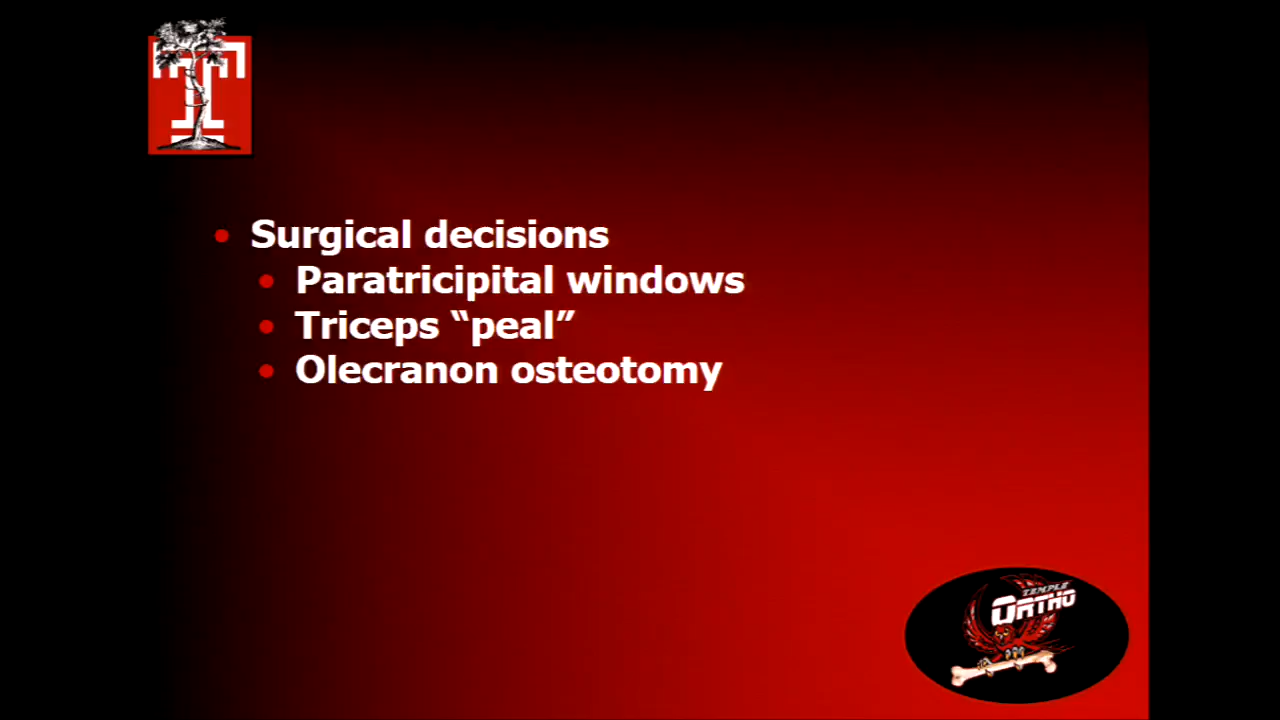 • Surgical decisions
• Paratricipital windows
• Triceps “peal”
• Olecranon osteotomy
TEMPLE
ORTHO